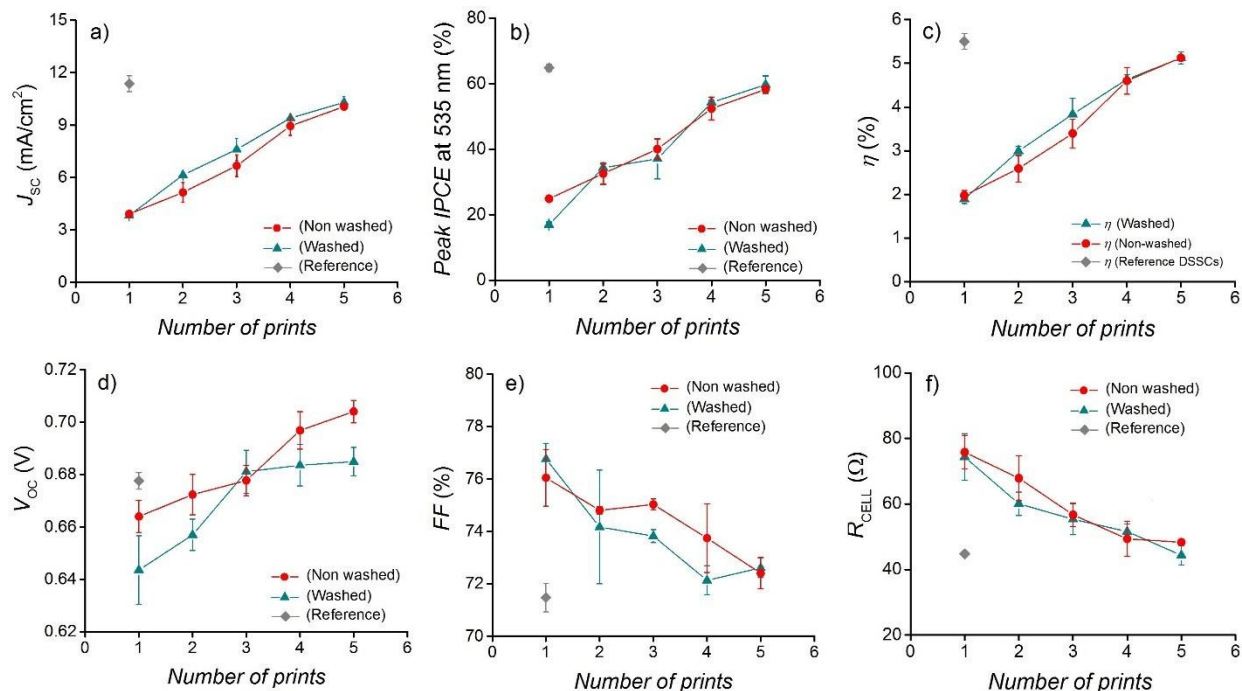 a)
J_SC (mA/cm²)
15
12
9
6
3
0
(Non washed)
(Washed)
(Reference)
0 1 2 3 4 5 6
Number of prints
b)
Peak IPCE at 535 nm (%)
80
60
40
20
0
(Non washed)
(Washed)
(Reference)
0 1 2 3 4 5 6
Number of prints
c)
η (%)
6
5
4
3
2
1
0
η (Washed)
η (Non-washed)
η (Reference DSSCs)
0 1 2 3 4 5 6
Number of prints
d)
V_OC (V)
0.72
0.70
0.68
0.66
0.64
0.62
(Non washed)
(Washed)
(Reference)
0 1 2 3 4 5 6
Number of prints
e)
FF (%)
80
78
76
74
72
70
(Non washed)
(Washed)
(Reference)
0 1 2 3 4 5 6
Number of prints
f)
R_CELL (Ω)
100
80
60
40
20
(Non washed)
(Washed)
(Reference)
0 1 2 3 4 5 6
Number of prints